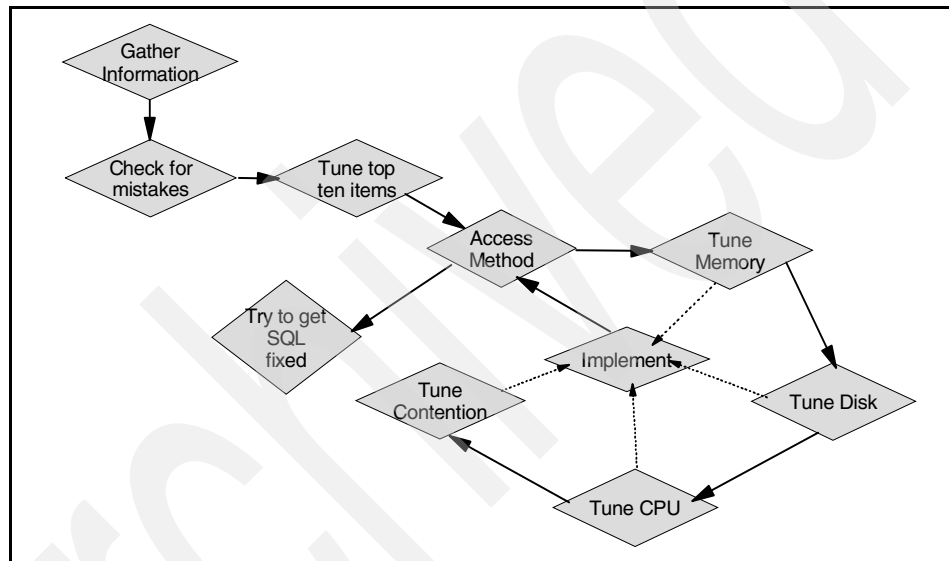 Gather
Information
Check for
mistakes
Tune top
ten items
Access
Method
Tune
Memory
Try to get
SQL
fixed
Implement
Tune
Contention
Tune Disk
Tune CPU